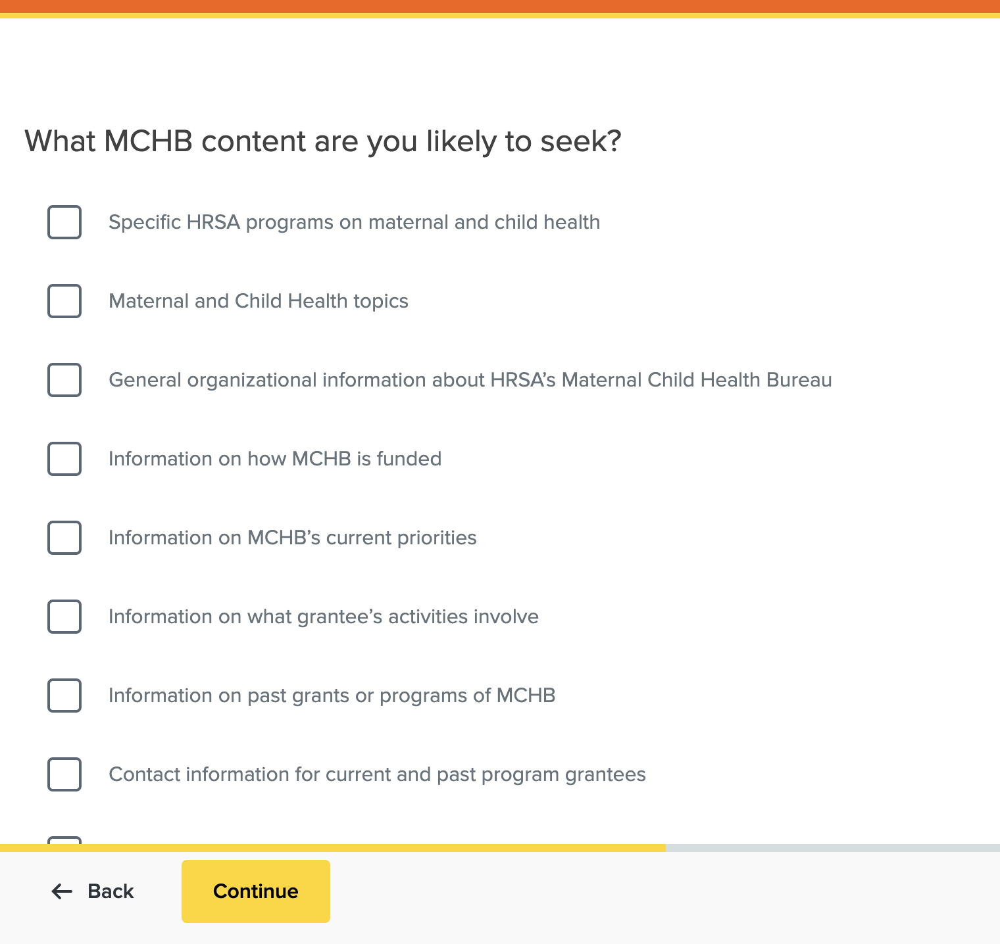 What MCHB content are you likely to seek?
Specific HRSA programs on maternal and child health
Maternal and Child Health topics
General organizational information about HRSA’s Maternal Child Health Bureau
Information on how MCHB is funded
Information on MCHB’s current priorities
Information on what grantee’s activities involve
Information on past grants or programs of MCHB
Contact information for current and past program grantees
Back
Continue